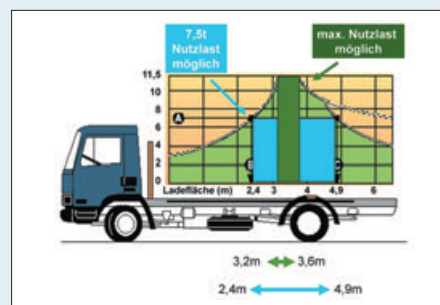 7,5t
Nutzlast
möglich
max. Nutzlast
möglich
11,5
10
8
A
6
4
B
C
2
0
Ladefläche (m) 2,4 3 4 4,9 6
3,2m 3,6m
2,4m 4,9m